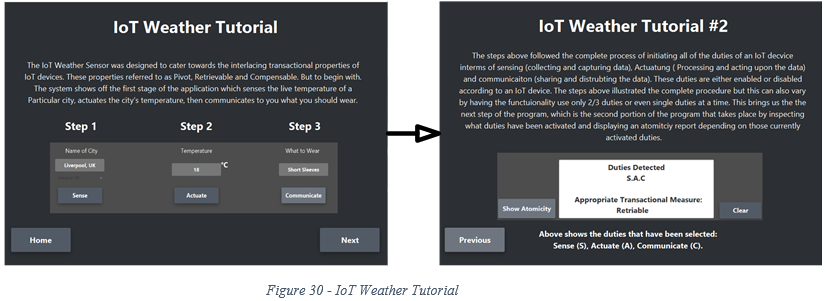 IoT Weather Tutorial
The IoT Weather Sensor was designed to cater towards the interlacing transactional properties of
IoT devices. These properties referred to as Pivot, Retrievable and Compensable. But to begin with.
The system shows off the first stage of the application which senses the live temperature of a
Particular city, actuates the city's temperature, then communicates to you what you should wear.
Step 1
Step 2
Step 3
Name of City
Temperature
What to Wear
Liverpool, UK
18
°C
Short Sleeves
Sense
Actuate
Communicate
Home
Next
IoT Weather Tutorial #2
The steps above followed the complete process of initiating all of the duties of an IoT decvice
interms of sensing (collecting and capturing data), Actuatung ( Processing and acting upon the data)
and communicaiton (sharing and distrubting the data). These duties are either enabled or disabled
according to an IoT device. The steps above illustrated the complete procedure but this can also vary
by having the functuionality use only 2/3 duties or even single duties at a time. This brings us the the
next step of the program, which is the second portion of the program that takes place by inspecting
what duties have been activated and displaying an atomitciy report depending on those currently
activated duties.
Duties Detected
S.A.C
Appropriate Transactional Measure:
Retriable
Show Atomicity
Clear
Previous
Above shows the duties that have been selected:
Sense (S), Actuate (A), Communicate (C).
Figure 30 - IoT Weather Tutorial